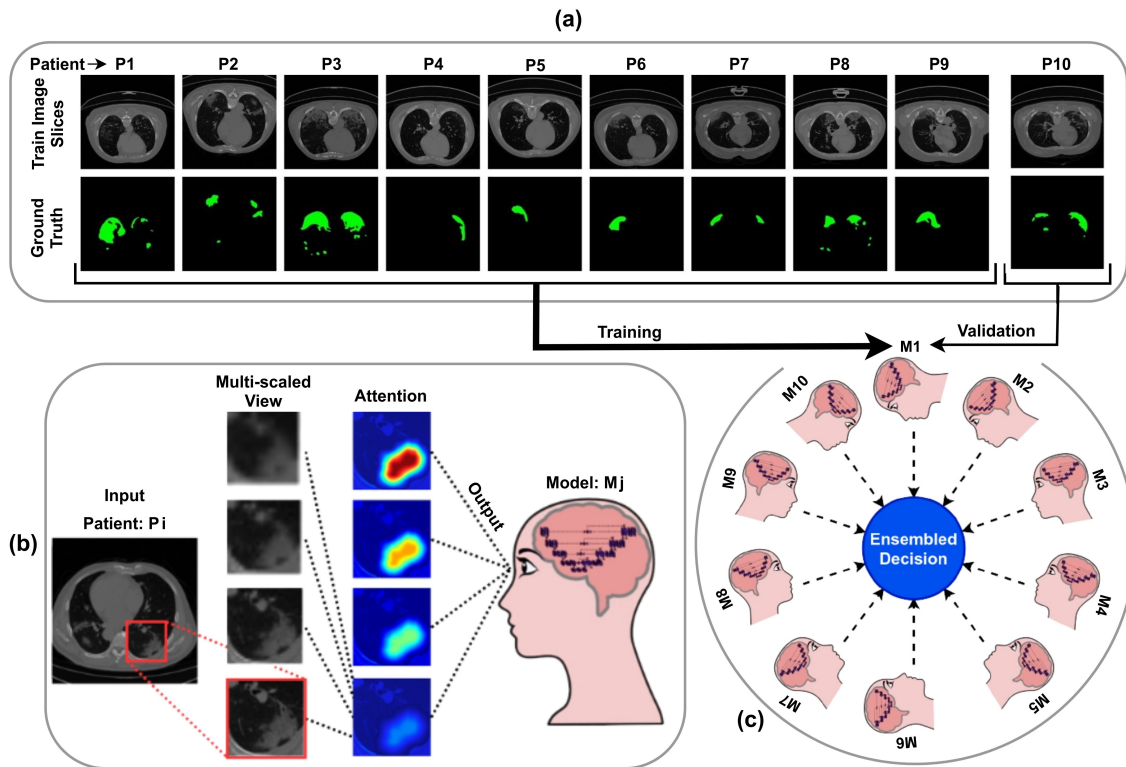 (a)
Patient → P1 P2 P3 P4 P5 P6 P7 P8 P9 P10
Train Image
Slices
Ground
Truth
Training
Validation
(b)
Input
Patient: P i
Multi-scaled
View
Attention
Output
Model: M j
(c)
M1
M2
M3
M4
M5
M6
M7
M8
M9
M10
Ensembled
Decision